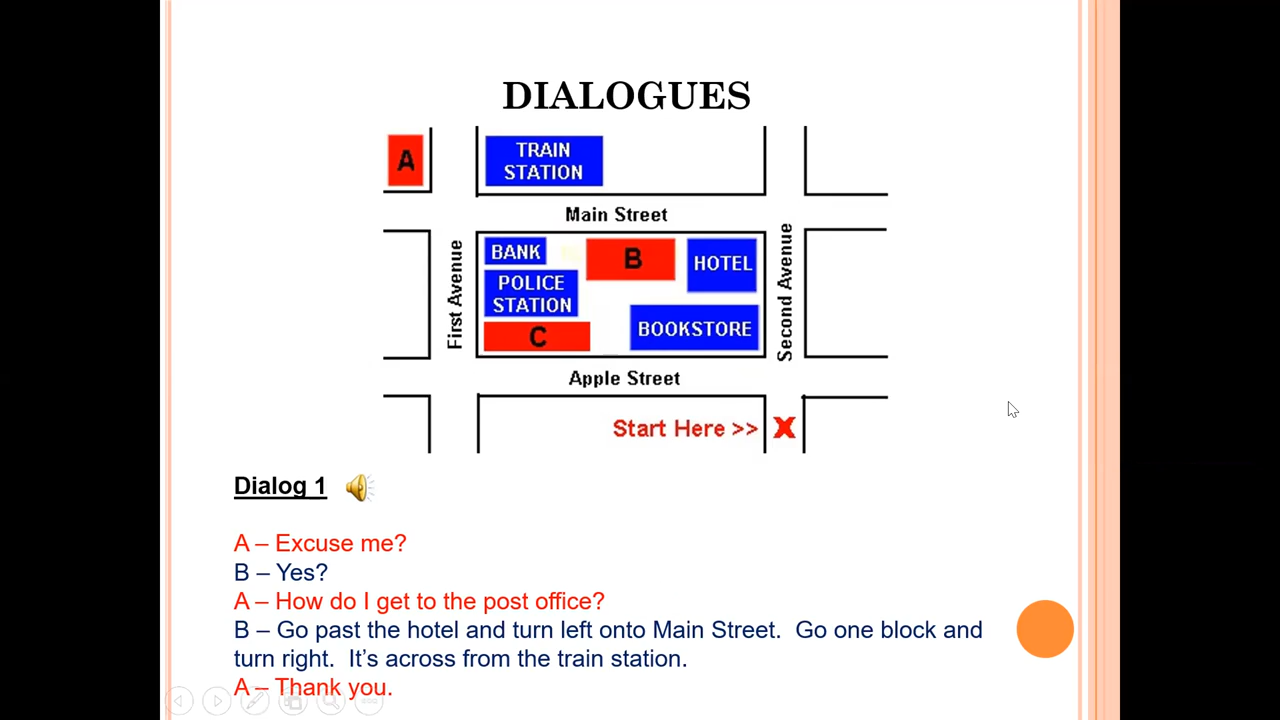 DIALOGUES
A
TRAIN
STATION
Main Street
First Avenue
BANK
B
HOTEL
POLICE
STATION
C
BOOKSTORE
Second Avenue
Apple Street
Start Here >> X
Dialog 1
A – Excuse me?
B – Yes?
A – How do I get to the post office?
B – Go past the hotel and turn left onto Main Street.  Go one block and
turn right.  It’s across from the train station.
A – Thank you.